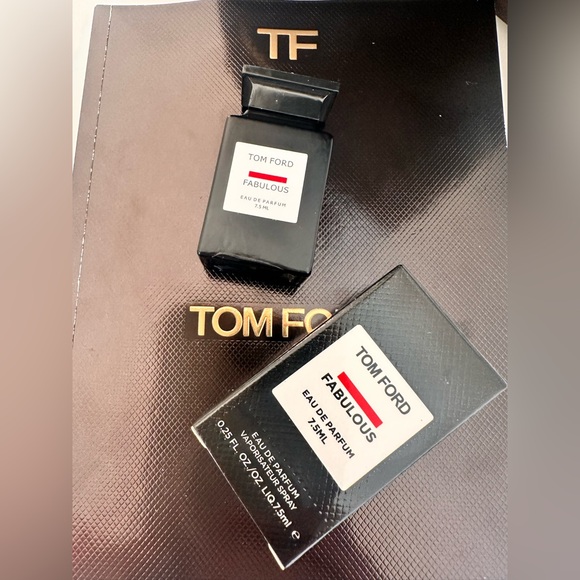 TF
TOM FORD
FABULOUS
EAU DE PARFUM
7.5 ML
TOM FO
TOM FORD
FABULOUS
EAU DE PARFUM
7.5ML
EAU DE PARFUM
VAPORISATEUR SPRAY
0.25 FL. OZ./OZ. LIQ.7.5ml e